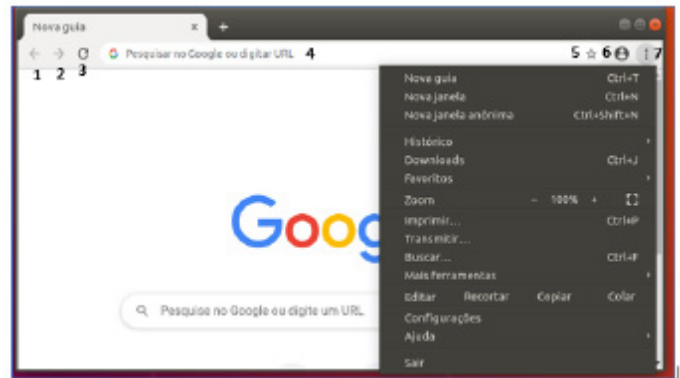 Nova guia x +
Pesquisar no Google ou digitar URL 4 5 6 7
1 2 3
Nova guia Ctrl+T
Nova janela Ctrl+N
Nova janela anônima Ctrl+Shift+N
Histórico
Downloads Ctrl+J
Favoritos
Zoom - 100% +
Imprimir... Ctrl+P
Transmitir...
Buscar... Ctrl+F
Mais ferramentas
Editar Recortar Copiar Colar
Configurações
Ajuda
Sair
Goog
Pesquise no Google ou digite um URL